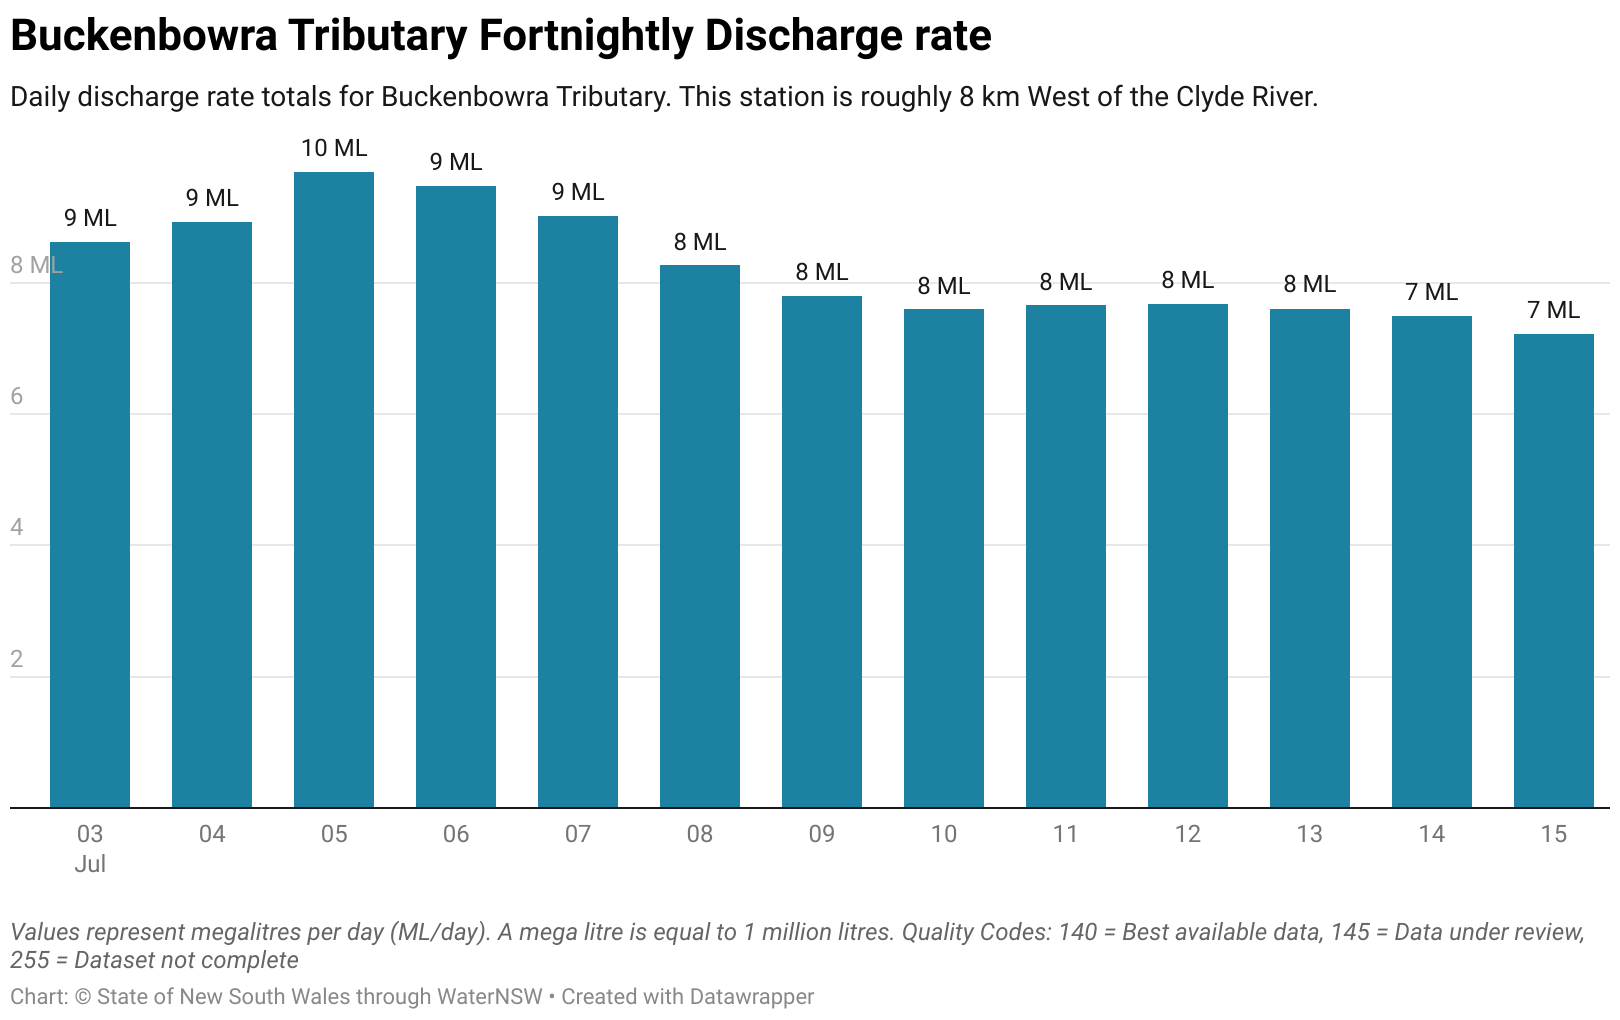 Buckenbowra Tributary Fortnightly Discharge rate
Daily discharge rate totals for Buckenbowra Tributary. This station is roughly 8 km West of the Clyde River.
10 ML
9 ML
9 ML
9 ML
9 ML
8 ML
8 ML
8 ML
8 ML
8 ML
8 ML
7 ML
7 ML
8 ML
6
4
2
03 04 05 06 07 08 09 10 11 12 13 14 15
Jul
Values represent megalitres per day (ML/day). A mega litre is equal to 1 million litres. Quality Codes: 140 = Best available data, 145 = Data under review,
255 = Dataset not complete
Chart: © State of New South Wales through WaterNSW • Created with Datawrapper